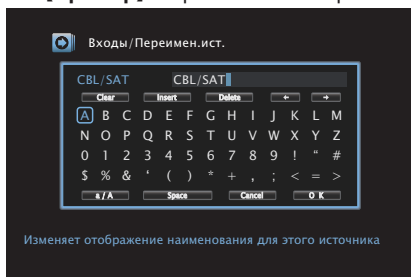 Входы/Переимен.ист.
CBL/SAT CBL/SAT
Clear Insert Delete ← →
A B C D E F G H I J K L M
N O P Q R S T U V W X Y Z
0 1 2 3 4 5 6 7 8 9 ! “ #
$ % & ‘ ( ) * + , ; < = >
a / A Space Cancel O K
Изменяет отображение наименования для этого источника